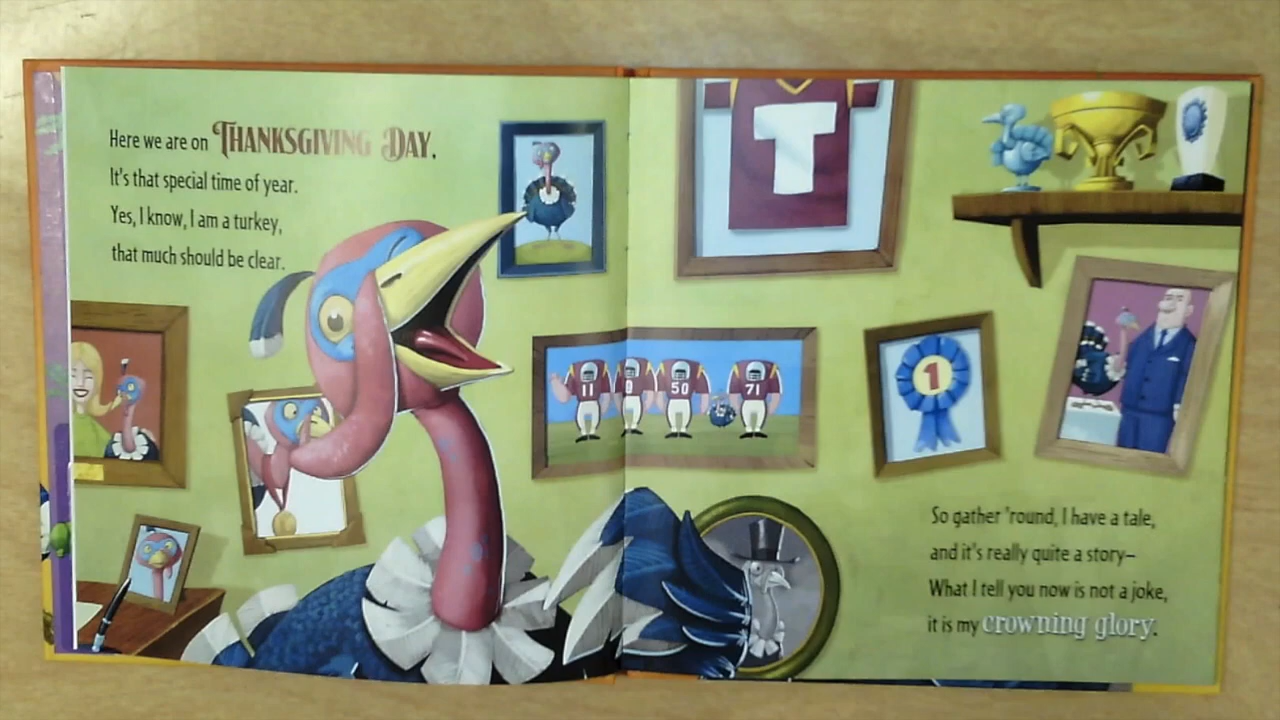 Here we are on THANKSGIVING DAY,
It's that special time of year.
Yes, I know, I am a turkey,
that much should be clear.
T
11
0
50
71
1
So gather 'round, I have a tale,
and it's really quite a story–
What I tell you now is not a joke,
it is my crowning glory.